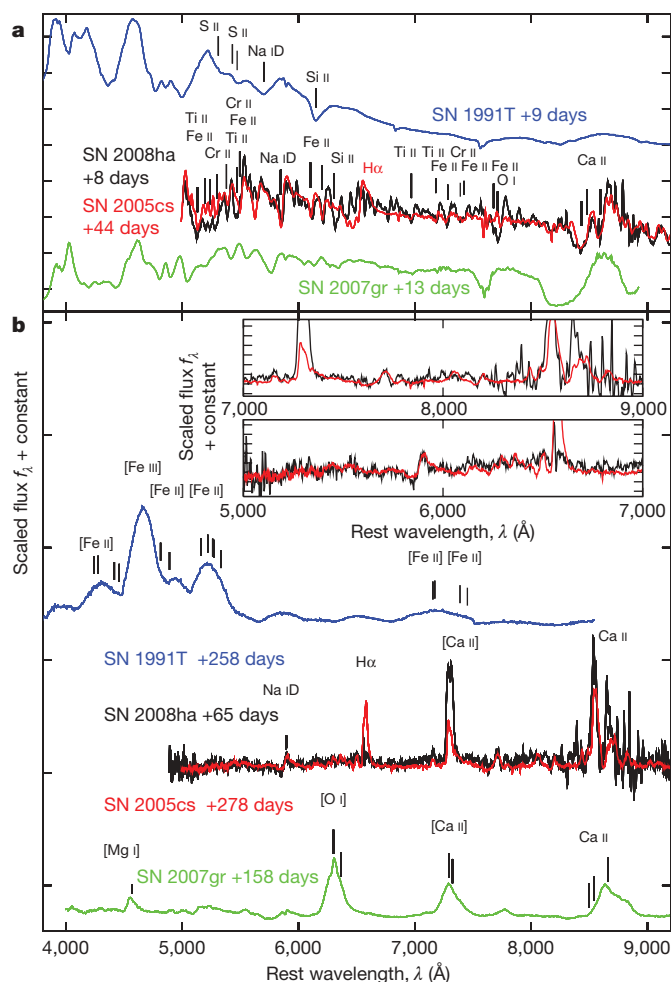 a
S II
S II
Na ID
Si II
SN 1991T +9 days
Cr II
Ti II Fe II
Fe II Ti II
Cr II
Fe II
Si II
Na ID
Hα
Ti II Ti II Cr II
Fe II Fe II Fe II
O I
Ca II
SN 2008ha
+8 days
SN 2005cs
+44 days
SN 2007gr +13 days
b
Scaled flux fλ + constant
Scaled flux fλ
+ constant
7,000 8,000 9,000
5,000 6,000 7,000
Rest wavelength, λ (Å)
[Fe III]
[Fe II] [Fe II]
[Fe II]
[Fe II] [Fe II]
SN 1991T +258 days
Hα
[Ca II]
Ca II
Na ID
SN 2008ha +65 days
SN 2005cs +278 days
[O I]
[Ca II]
Ca II
[Mg I]
SN 2007gr +158 days
4,000 5,000 6,000 7,000 8,000 9,000
Rest wavelength, λ (Å)